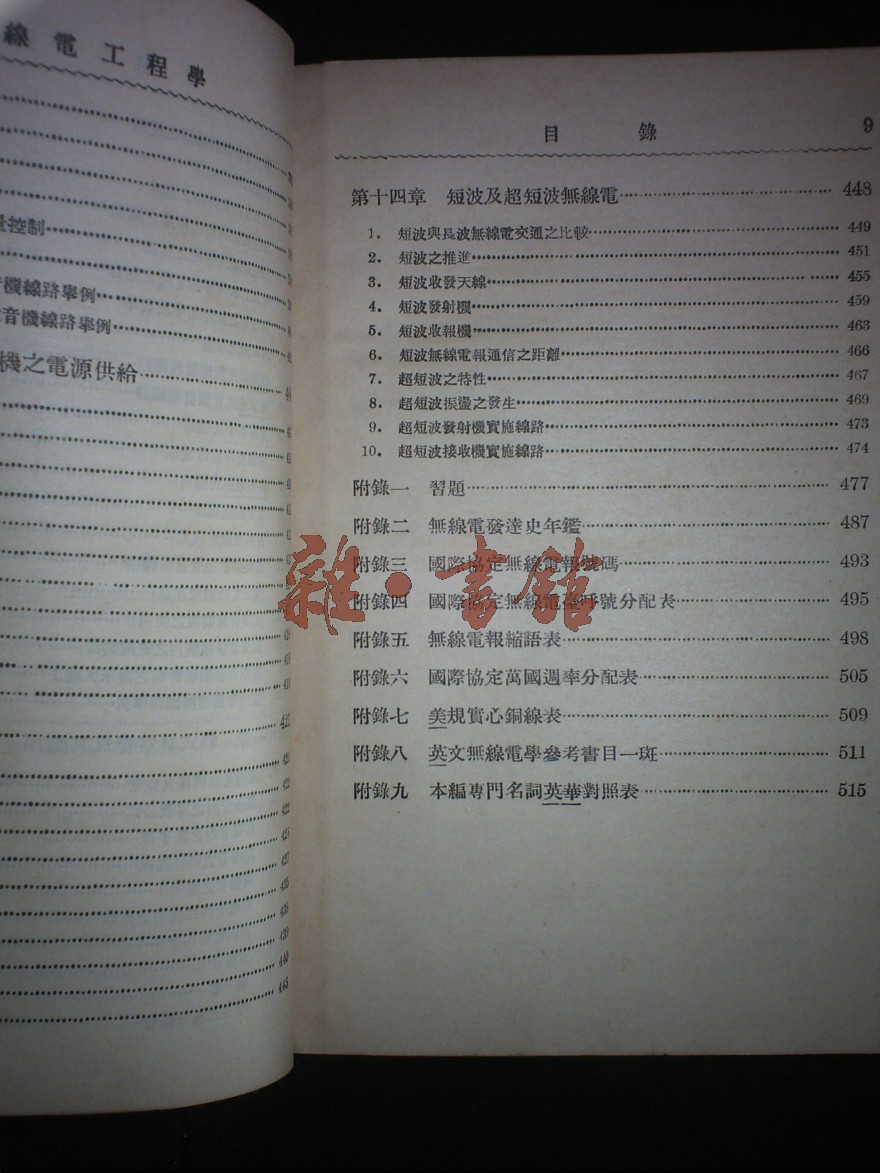 線電工程學
量控制
機線路舉例
音機線路舉例
機之電源供給
421
421
422
422
425
427
435
438
439
440
445
目錄 9
第十四章 短波及超短波無線電 448
1. 短波與長波無線電交通之比較 449
2. 短波之推進 451
3. 短波收發天線 455
4. 短波發射機 459
5. 短波收報機 463
6. 短波無線電報通信之距離 466
7. 超短波之特性 467
8. 超短波振盪之發生 469
9. 超短波發射機實施線路 473
10. 超短波接收機實施線路 474
附錄一 習題 477
附錄二 無線電發達史年鑑 487
附錄三 國際協定無線電報號碼 493
附錄四 國際協定無線電臺呼號分配表 495
附錄五 無線電報縮語表 498
附錄六 國際協定萬國週率分配表 505
附錄七 美規實心銅線表 509
附錄八 英文無線電學參考書目一斑 511
附錄九 本編專門名詞英華對照表 515
雜·書館